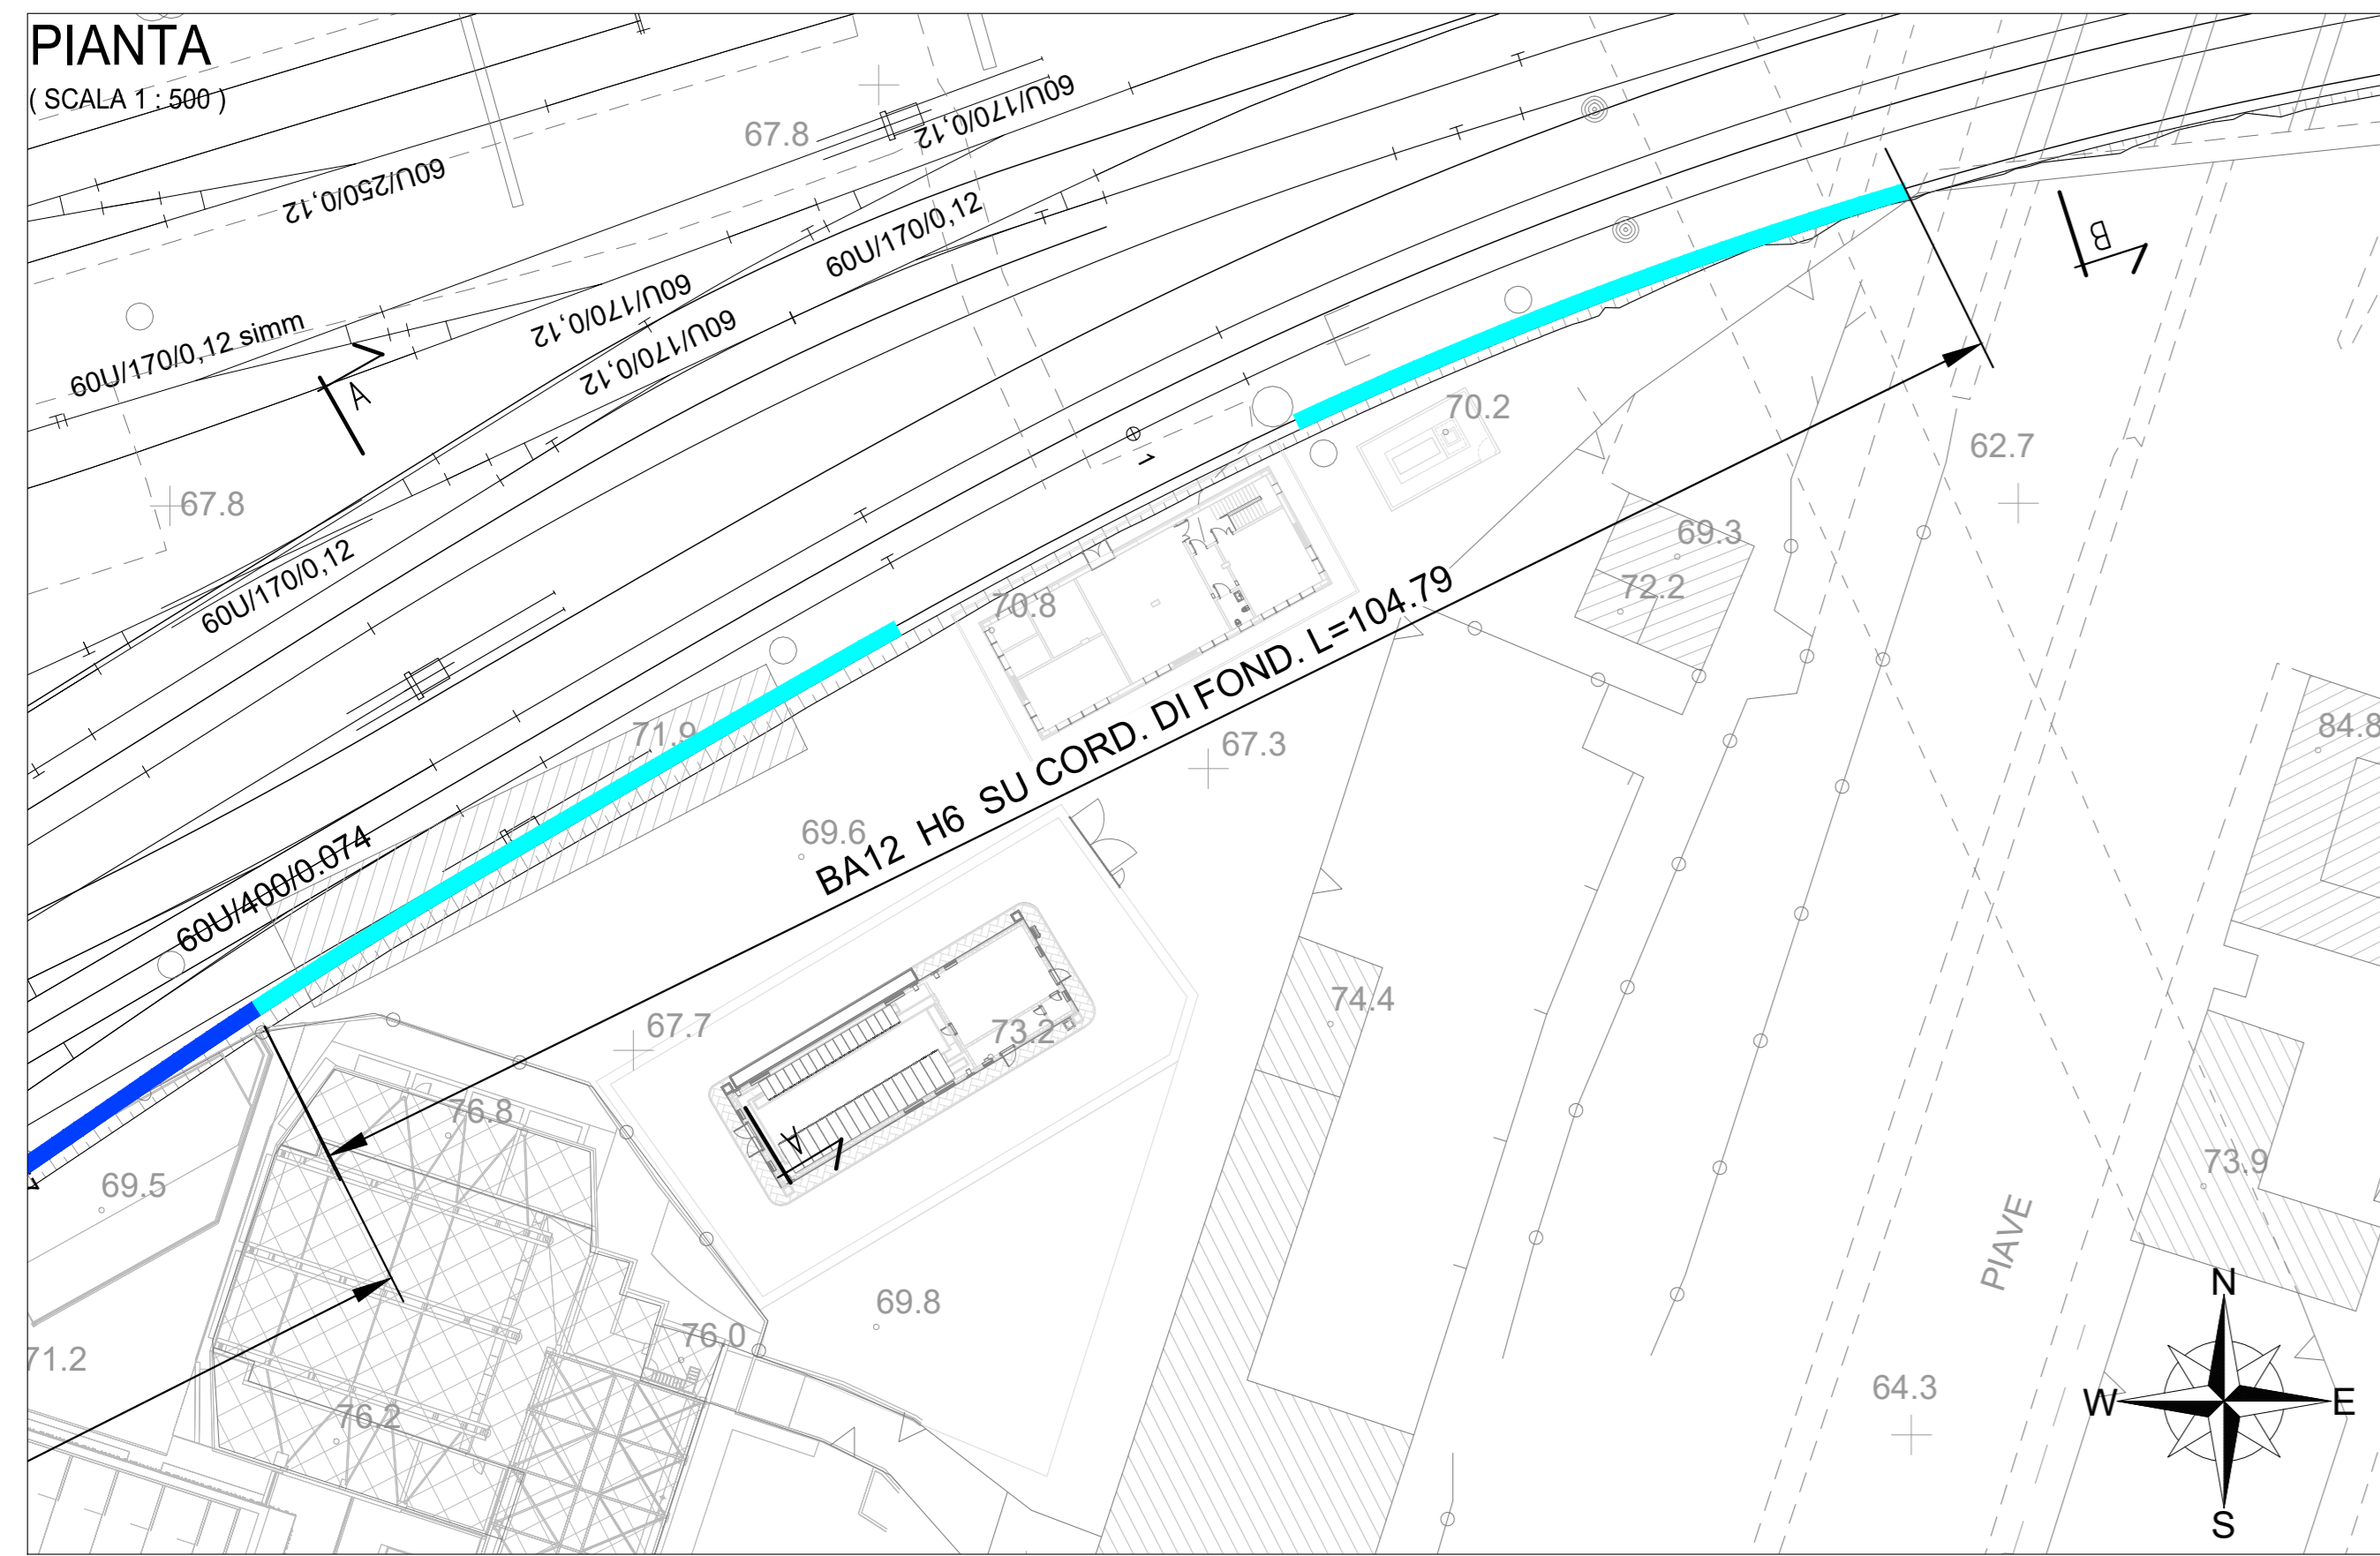 PIANTA
( SCALA 1 : 500 )
67.8
60U/170/0,12
60U/250/0,12
60U/170/0,12
B
60U/170/0,12
60U/170/0,12
60U/170/0,12 simm
A
70.2
62.7
1
67.8
69.3
60U/170/0,12
72.2
70.8
BA12 H6 SU CORD. DI FOND. L=104.79
71.9
67.3
84.8
69.6
60U/400/0.074
74.4
67.7
73.2
76.8
A
69.5
73.9
PIAVE
69.8
76.0
71.2
64.3
76.2
N
W
E
S